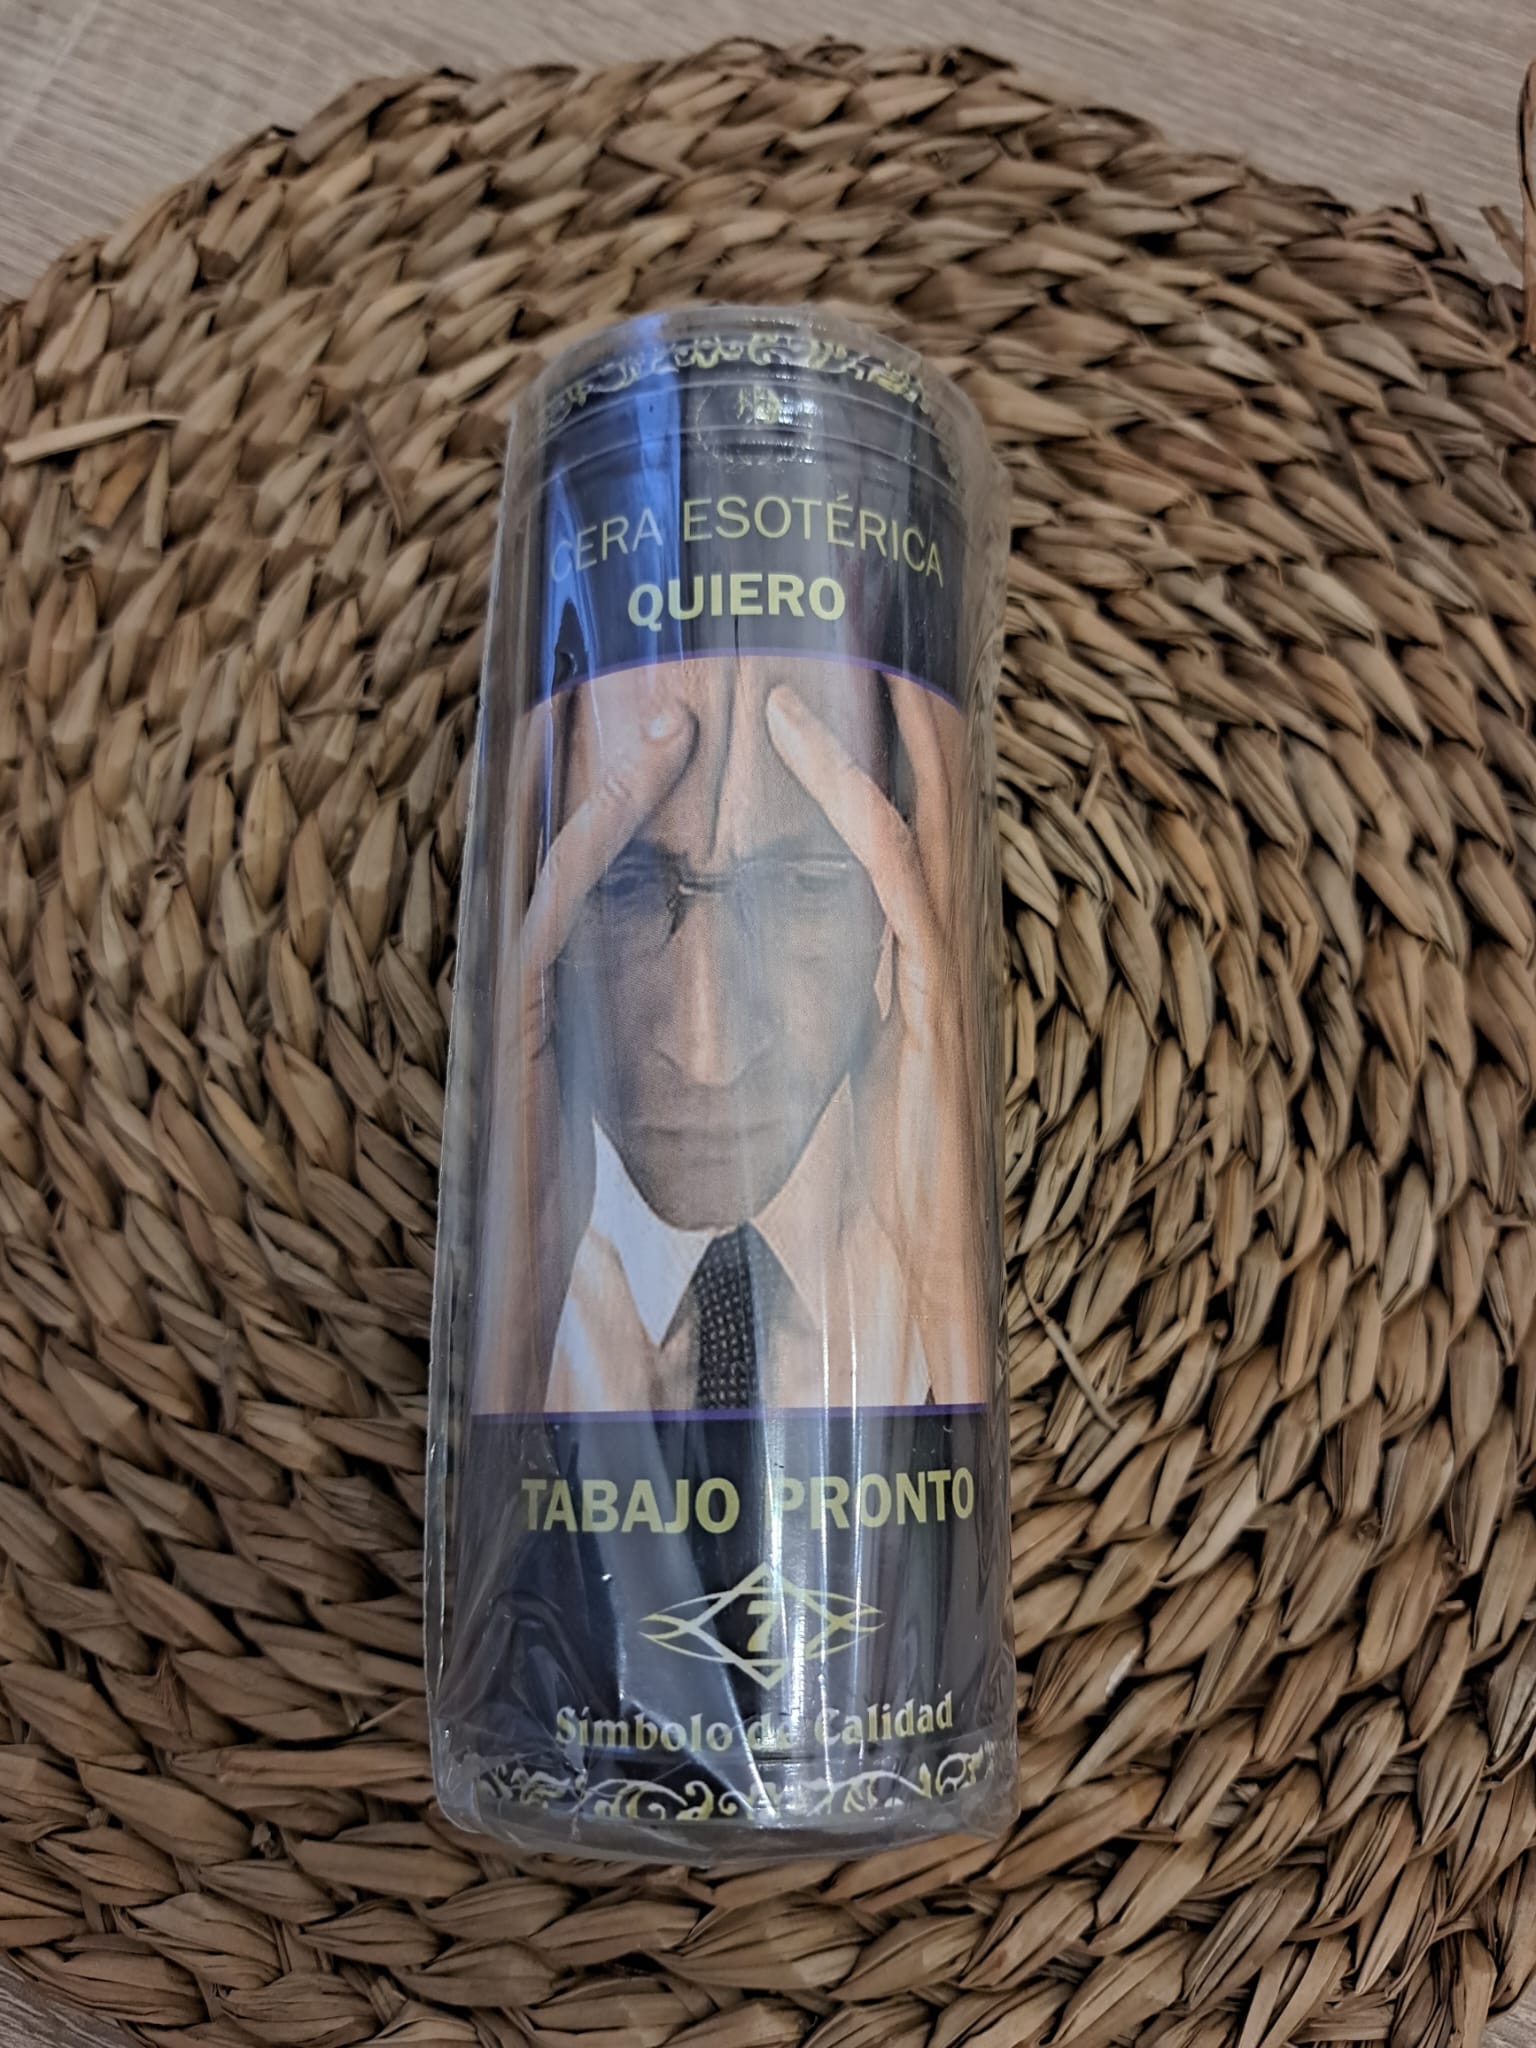 CERA ESOTÉRICA
QUIERO
TABAJO PRONTO
7
Símbolo de Calidad